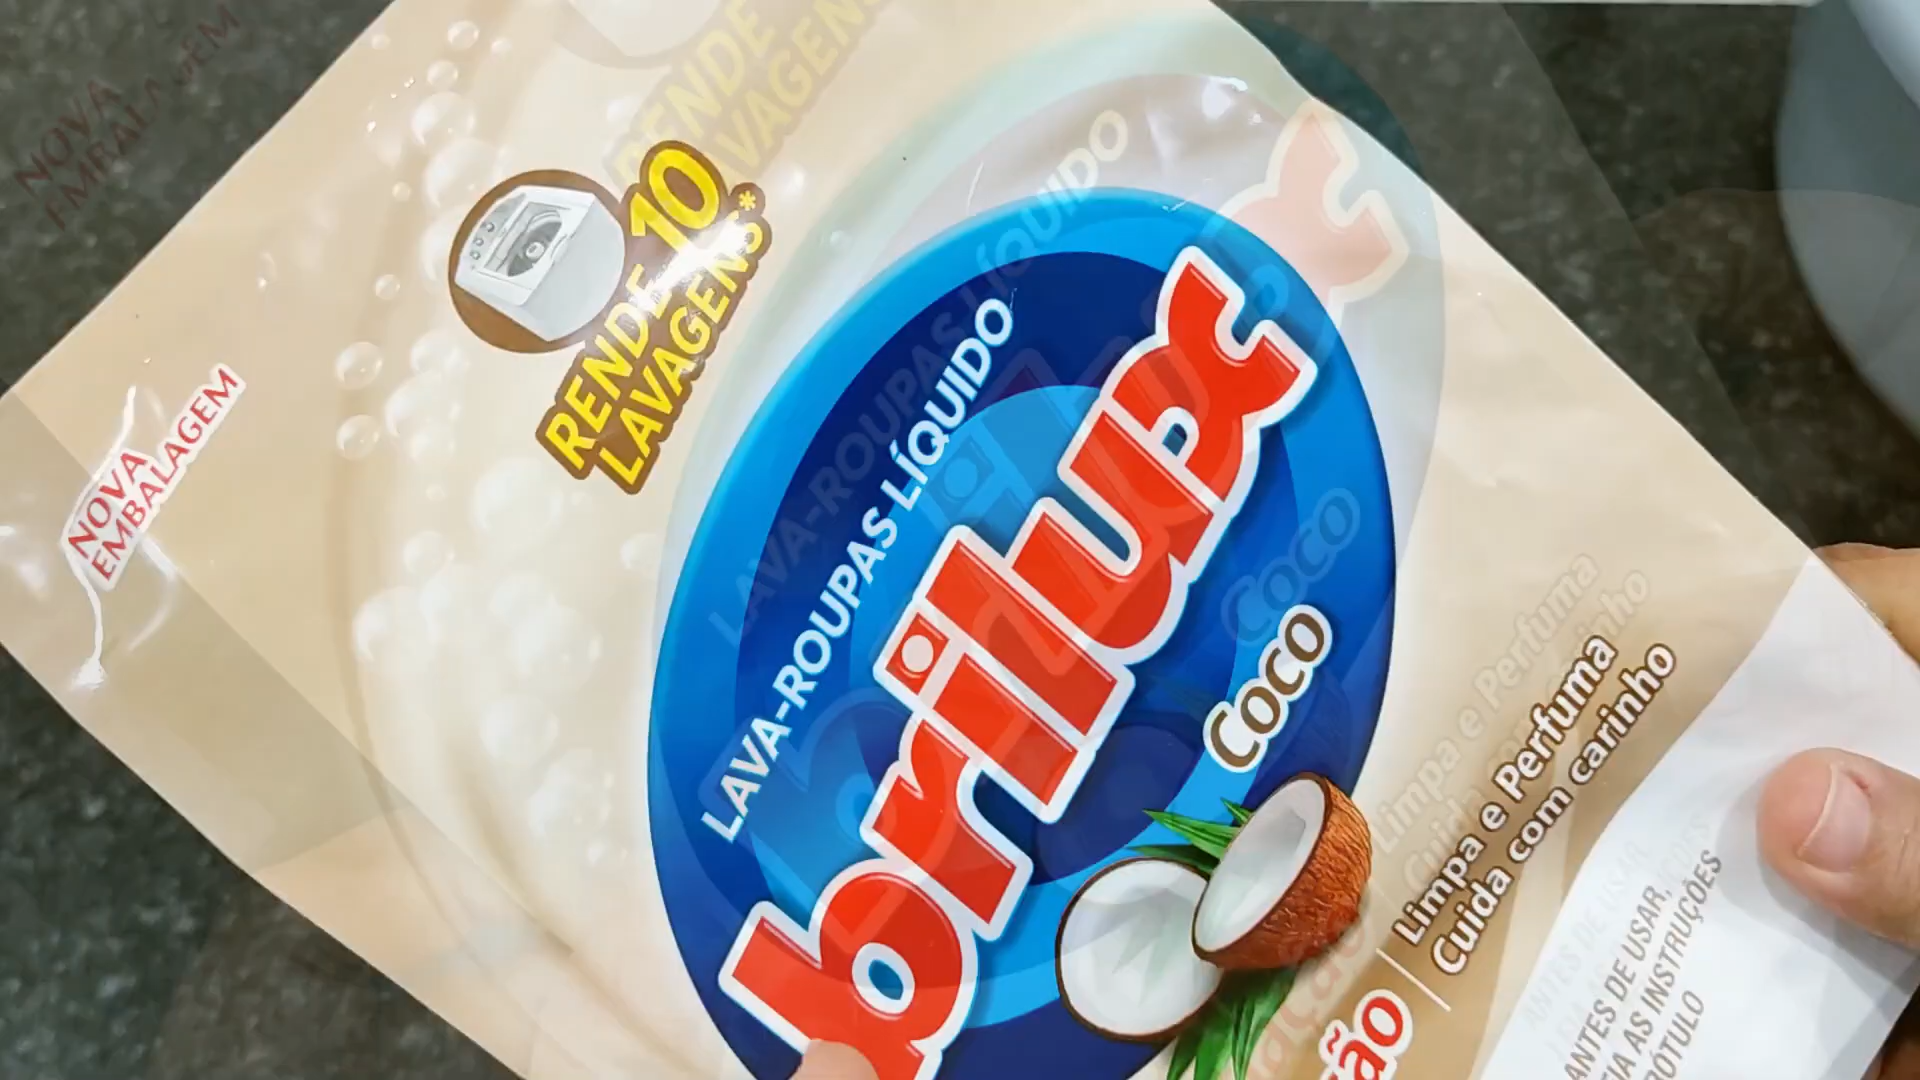 NOVA
EMBALAGEM
RENDE 10
LAVAGENS*
LAVA-ROUPAS LÍQUIDO
brilux
Coco
Limpa e Perfuma
Cuida com carinho
ANTES DE USAR,
AS INSTRUÇÕES
RÓTULO